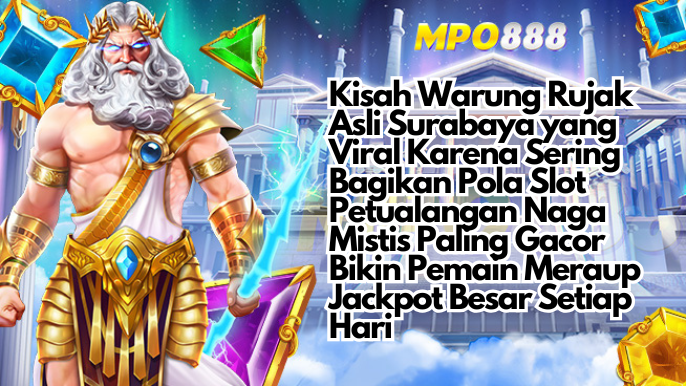 MPO888
Kisah Warung Rujak
Asli Surabaya yang
Viral Karena Sering
Bagikan Pola Slot
Petualangan Naga
Mistis Paling Gacor
Bikin Pemain Meraup
Jackpot Besar Setiap
Hari